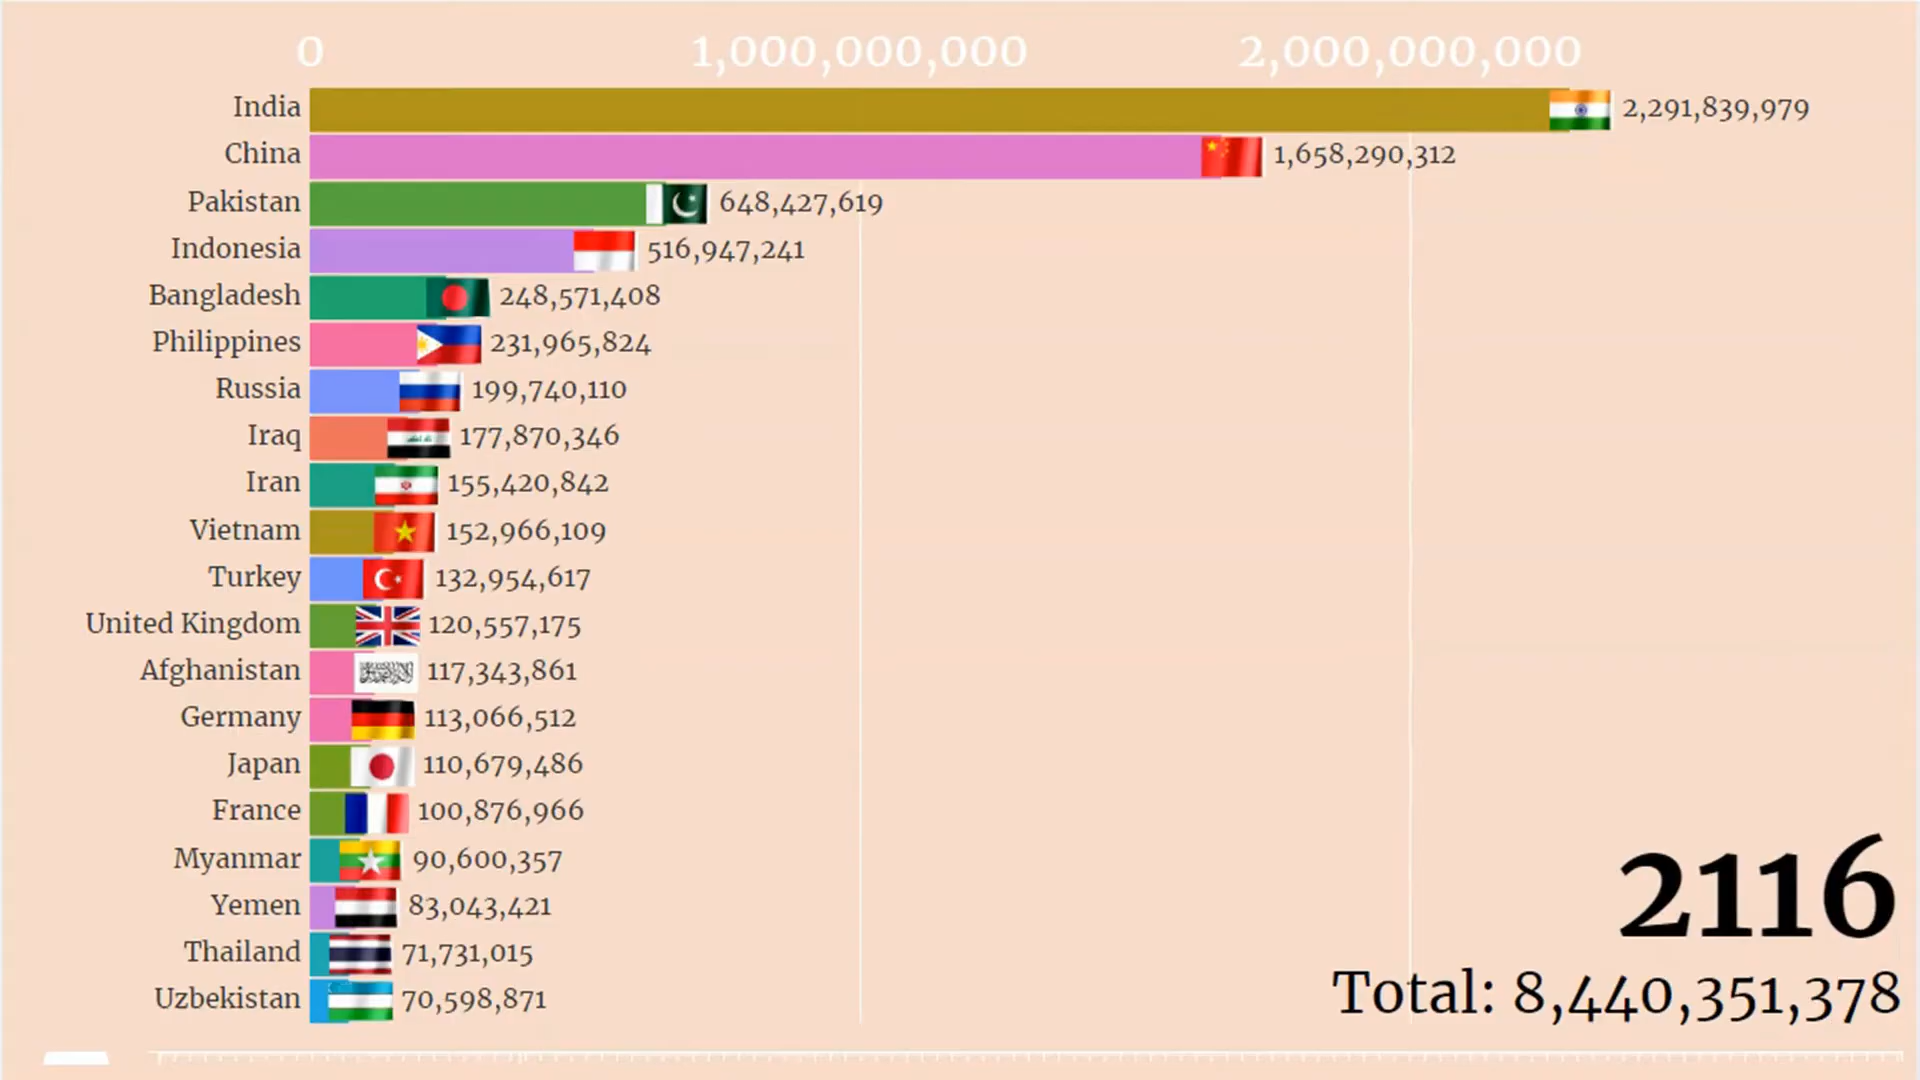 0 1,000,000,000 2,000,000,000
India 2,291,839,979
China 1,658,290,312
Pakistan 648,427,619
Indonesia 516,947,241
Bangladesh 248,571,408
Philippines 231,965,824
Russia 199,740,110
Iraq 177,870,346
Iran 155,420,842
Vietnam 152,966,109
Turkey 132,954,617
United Kingdom 120,557,175
Afghanistan 117,343,861
Germany 113,066,512
Japan 110,679,486
France 100,876,966
Myanmar 90,600,357
Yemen 83,043,421
Thailand 71,731,015
Uzbekistan 70,598,871
2116
Total: 8,440,351,378